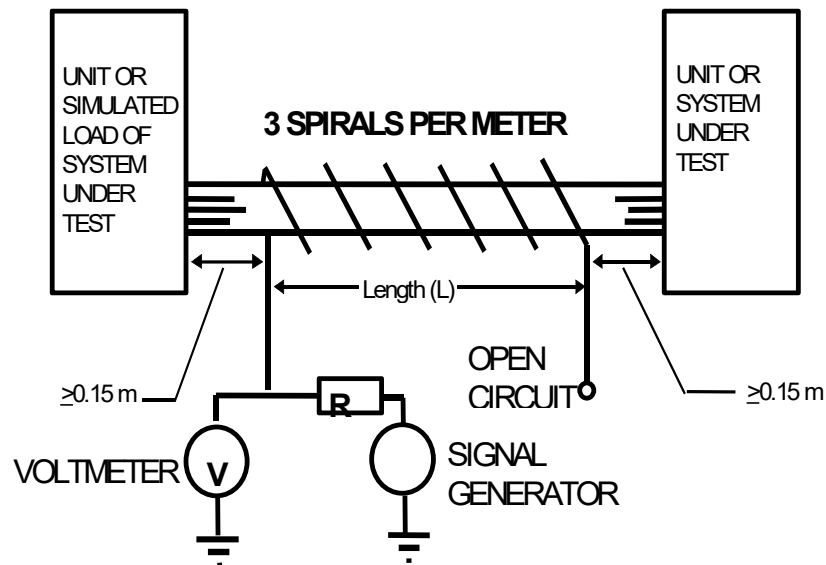 UNIT OR
SIMULATED
LOAD OF
SYSTEM
UNDER
TEST
3 SPIRALS PER METER
UNIT OR
SYSTEM
UNDER
TEST
Length (L)
≥0.15 m
OPEN
CIRCUIT
≥0.15 m
R
VOLTMETER
V
SIGNAL
GENERATOR